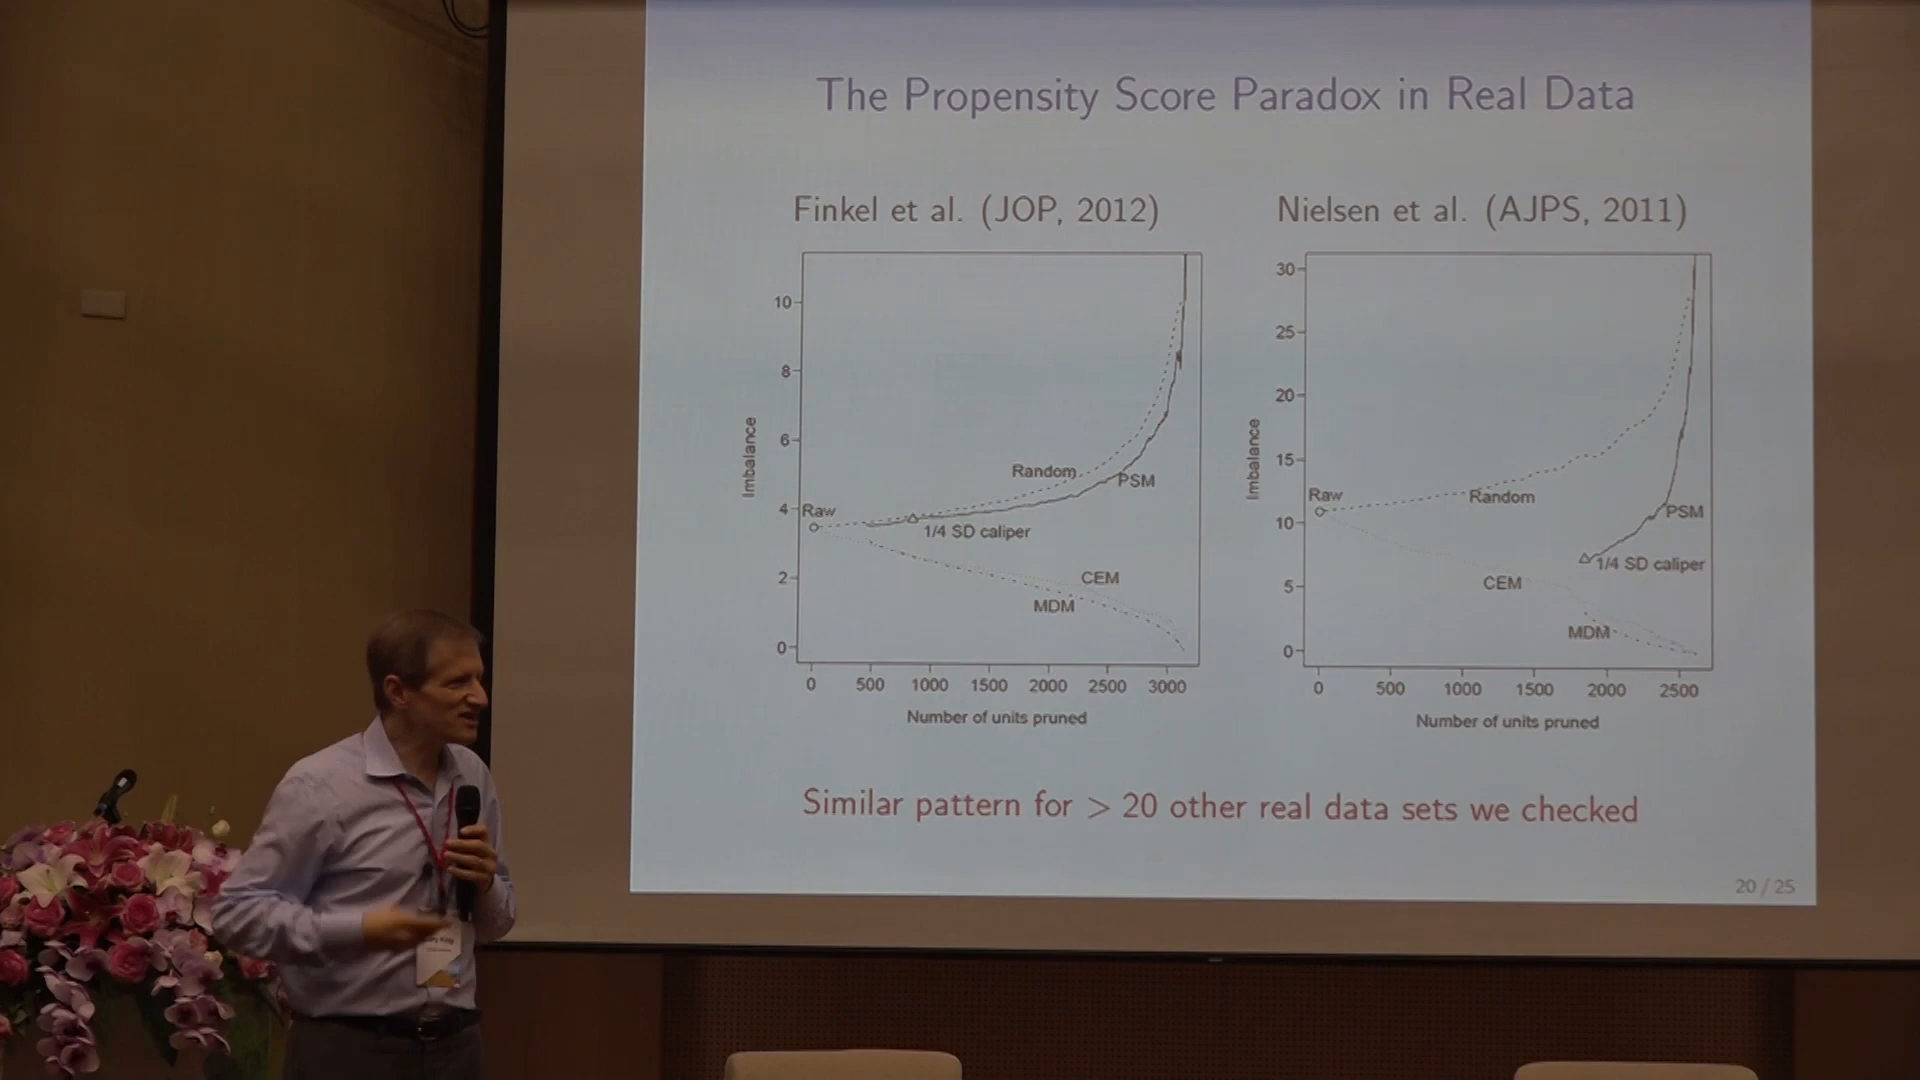 The Propensity Score Paradox in Real Data
Finkel et al. (JOP, 2012)
Nielsen et al. (AJPS, 2011)
Imbalance
10
8
6
4
2
0
Raw
Random
PSM
1/4 SD caliper
CEM
MDM
0 500 1000 1500 2000 2500 3000
Number of units pruned
Imbalance
30
25
20
15
10
5
0
Raw
Random
PSM
1/4 SD caliper
CEM
MDM
0 500 1000 1500 2000 2500
Number of units pruned
Similar pattern for > 20 other real data sets we checked
20 / 25